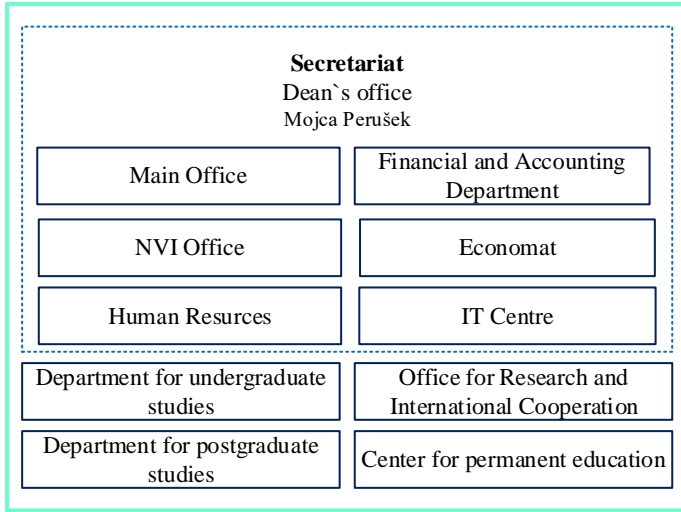 Secretariat
Dean`s office
Mojca Perušek
Main Office
Financial and Accounting
Department
NVI Office
Economat
Human Resurces
IT Centre
Department for undergraduate
studies
Office for Research and
International Cooperation
Department for postgraduate
studies
Center for permanent education